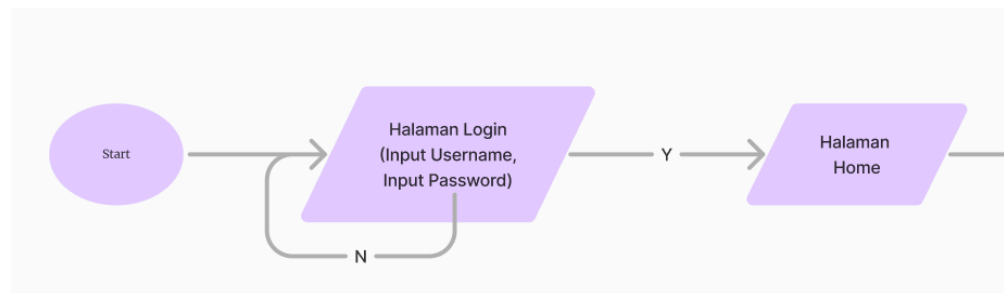 Start
Halaman Login
(Input Username,
Input Password)
N
Y
Halaman
Home